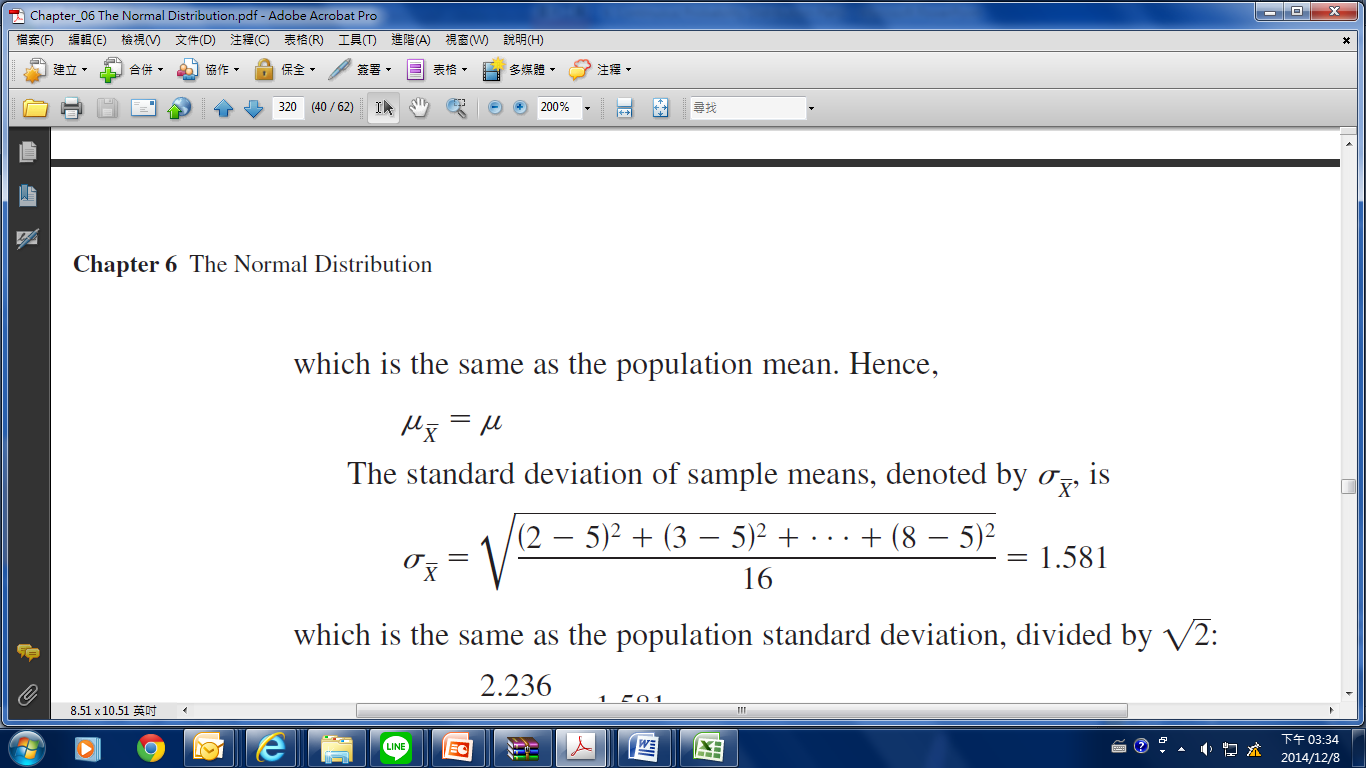 Chapter_06 The Normal Distribution.pdf - Adobe Acrobat Pro
檔案(F) 編輯(E) 檢視(V) 文件(D) 注釋(C) 表格(R) 工具(T) 進階(A) 視窗(W) 說明(H)
建立 合併 協作 保全 簽署 表格 多媒體 注釋
320 (40 / 62) 200% 尋找
Chapter 6 The Normal Distribution
which is the same as the population mean. Hence,
μ_X̄ = μ
The standard deviation of sample means, denoted by σ_X̄, is
σ_X̄ = √((2 − 5)² + (3 − 5)² + · · · + (8 − 5)² / 16) = 1.581
which is the same as the population standard deviation, divided by √2:
2.236
8.51 x 10.51 英吋
LINE
下午 03:34
2014/12/8